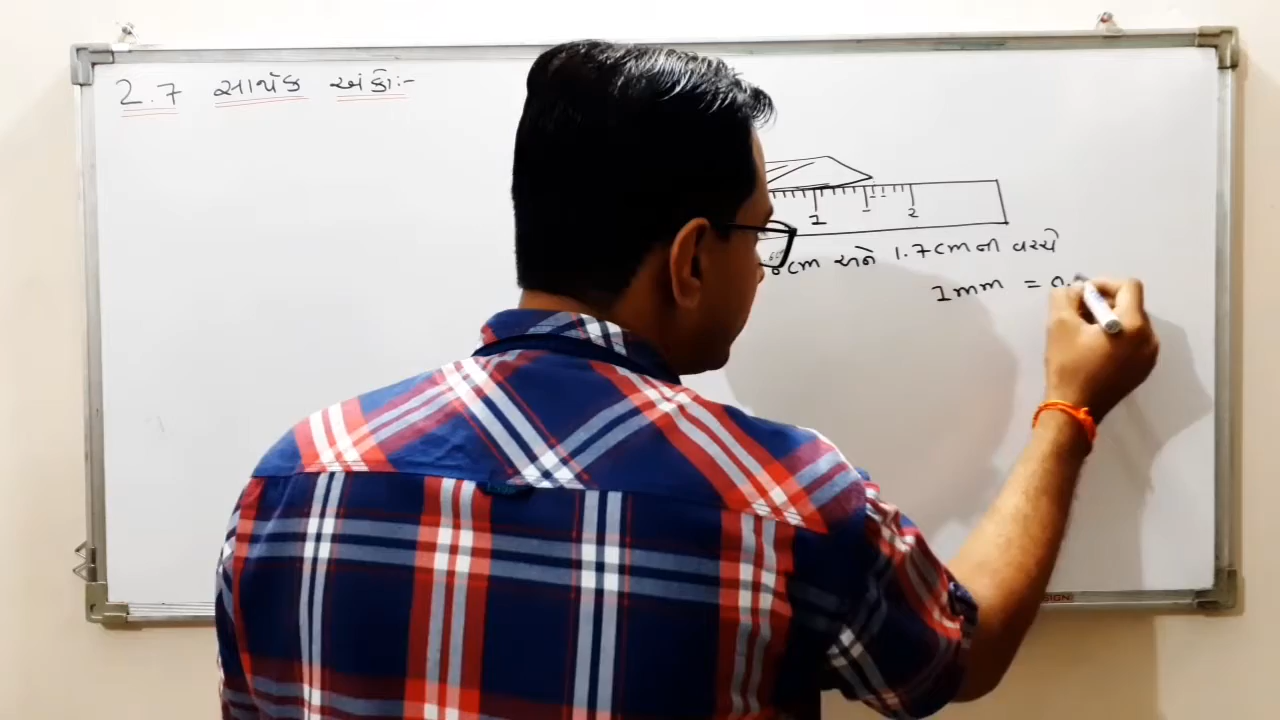 2.7 સાર્થક અંકો:-
1 2
cm અને 1.7cm ની વચ્ચે
1mm = 0.